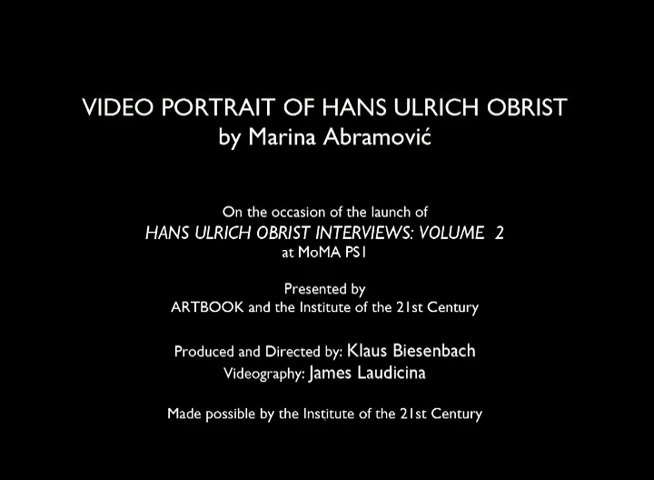 VIDEO PORTRAIT OF HANS ULRICH OBRIST
by Marina Abramović
On the occasion of the launch of
HANS ULRICH OBRIST INTERVIEWS: VOLUME 2
at MoMA PS1
Presented by
ARTBOOK and the Institute of the 21st Century
Produced and Directed by: Klaus Biesenbach
Videography: James Laudicina
Made possible by the Institute of the 21st Century